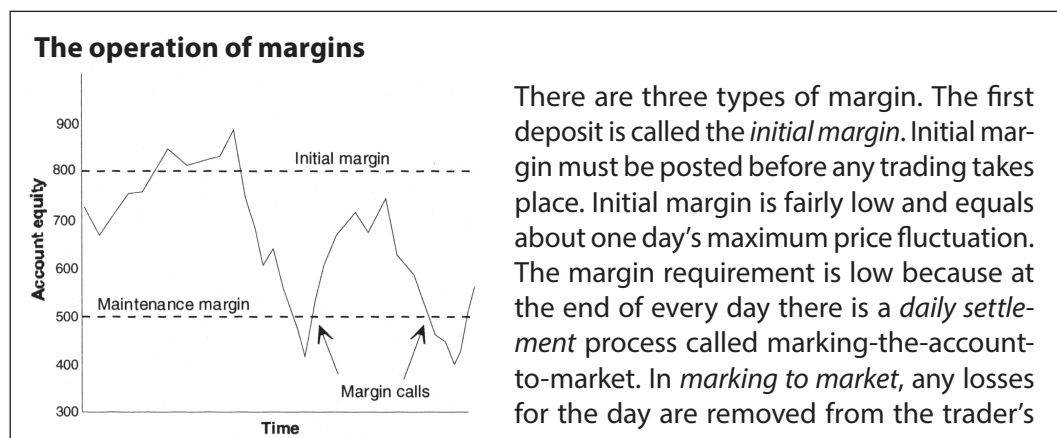 The operation of margins
900
800
700
600
500
400
300
Account equity
Initial margin
Maintenance margin
Margin calls
Time
There are three types of margin. The first
deposit is called the initial margin. Initial mar-
gin must be posted before any trading takes
place. Initial margin is fairly low and equals
about one day’s maximum price fluctuation.
The margin requirement is low because at
the end of every day there is a daily settle-
ment process called marking-the-account-
to-market. In marking to market, any losses
for the day are removed from the trader’s